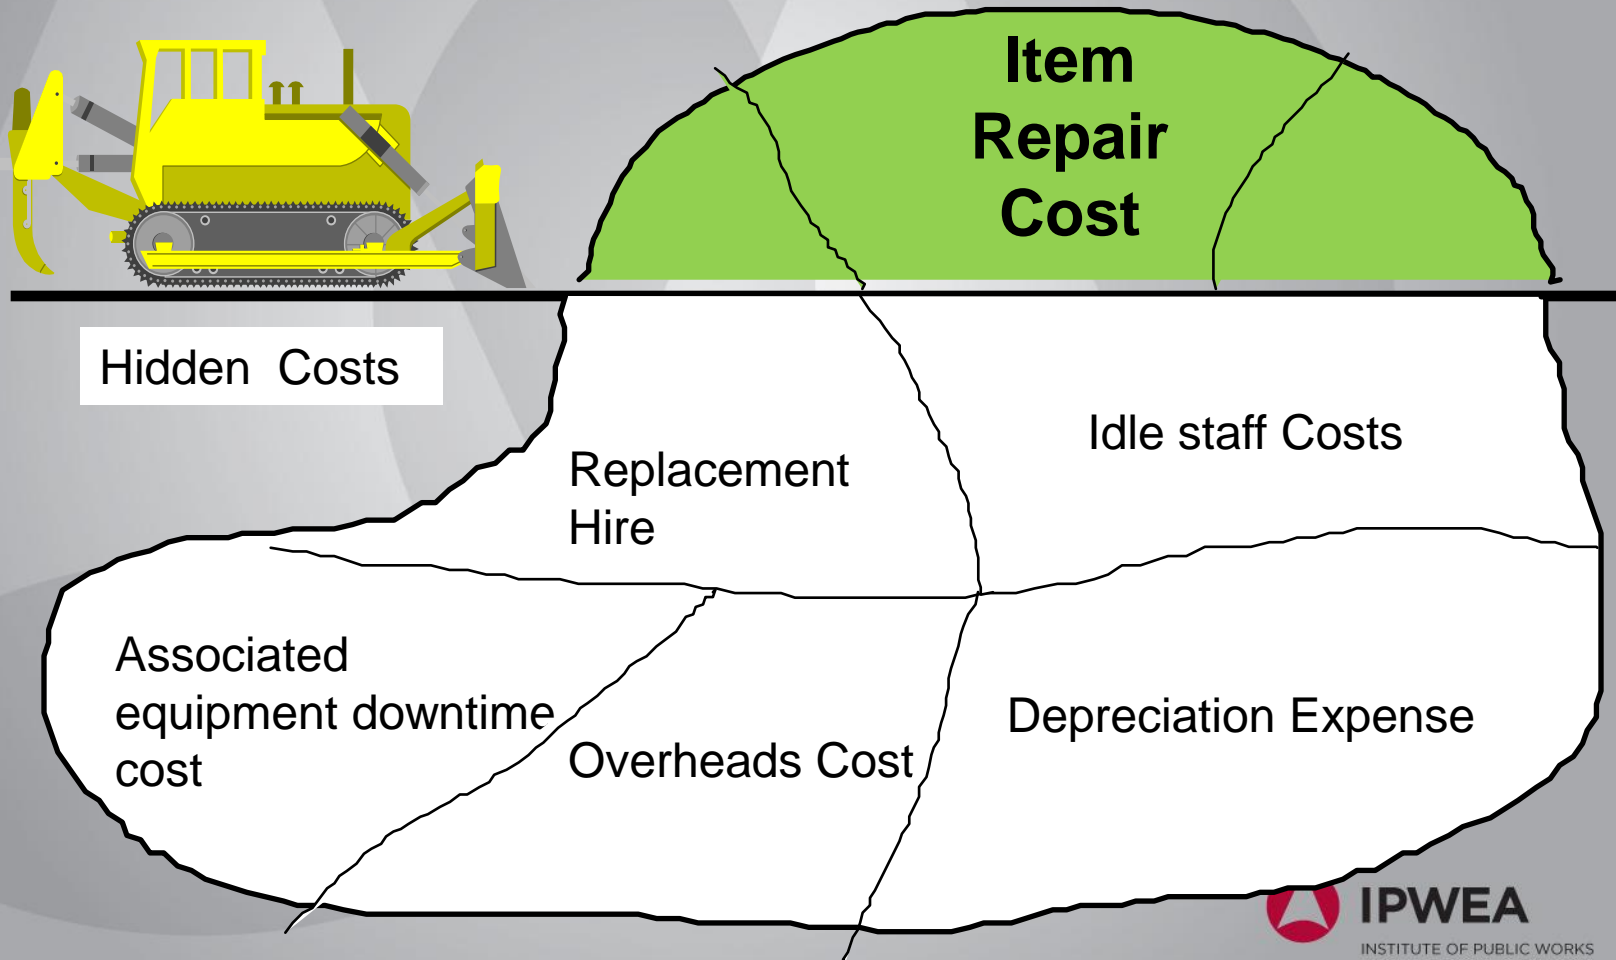 Item
Repair
Cost
Hidden Costs
Idle staff Costs
Replacement
Hire
Associated
equipment downtime
cost
Depreciation Expense
Overheads Cost
IPWEA
INSTITUTE OF PUBLIC WORKS